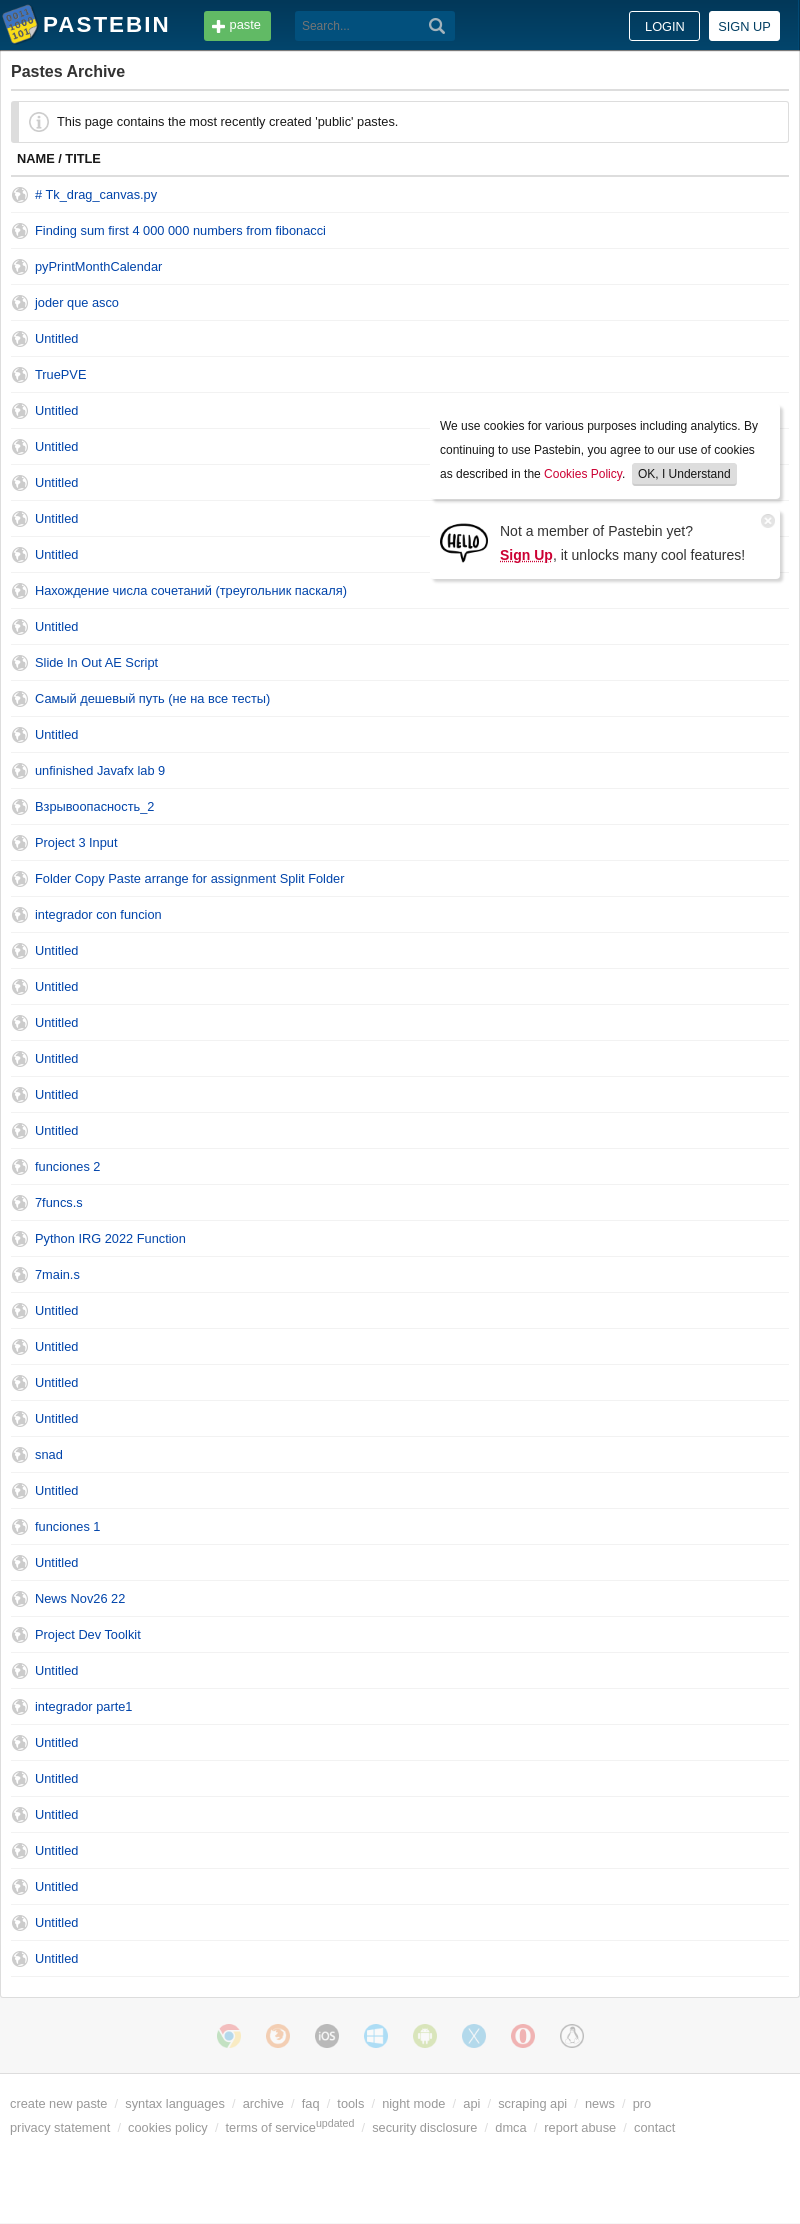 PASTEBIN
paste
Search...
LOGIN
SIGN UP
Pastes Archive
This page contains the most recently created 'public' pastes.
NAME / TITLE
# Tk_drag_canvas.py
Finding sum first 4 000 000 numbers from fibonacci
pyPrintMonthCalendar
joder que asco
Untitled
TruePVE
Untitled
Untitled
Untitled
Untitled
Untitled
We use cookies for various purposes including analytics. By
continuing to use Pastebin, you agree to our use of cookies
as described in the Cookies Policy. OK, I Understand
HELLO
Not a member of Pastebin yet?
Sign Up, it unlocks many cool features!
Нахождение числа сочетаний (треугольник паскаля)
Untitled
Slide In Out AE Script
Самый дешевый путь (не на все тесты)
Untitled
unfinished Javafx lab 9
Взрывоопасность_2
Project 3 Input
Folder Copy Paste arrange for assignment Split Folder
integrador con funcion
Untitled
Untitled
Untitled
Untitled
Untitled
Untitled
funciones 2
7funcs.s
Python IRG 2022 Function
7main.s
Untitled
Untitled
Untitled
Untitled
snad
Untitled
funciones 1
Untitled
News Nov26 22
Project Dev Toolkit
Untitled
integrador parte1
Untitled
Untitled
Untitled
Untitled
Untitled
Untitled
Untitled
iOS
create new paste / syntax languages / archive / faq / tools / night mode / api / scraping api / news / pro
privacy statement / cookies policy / terms of service updated / security disclosure / dmca / report abuse / contact